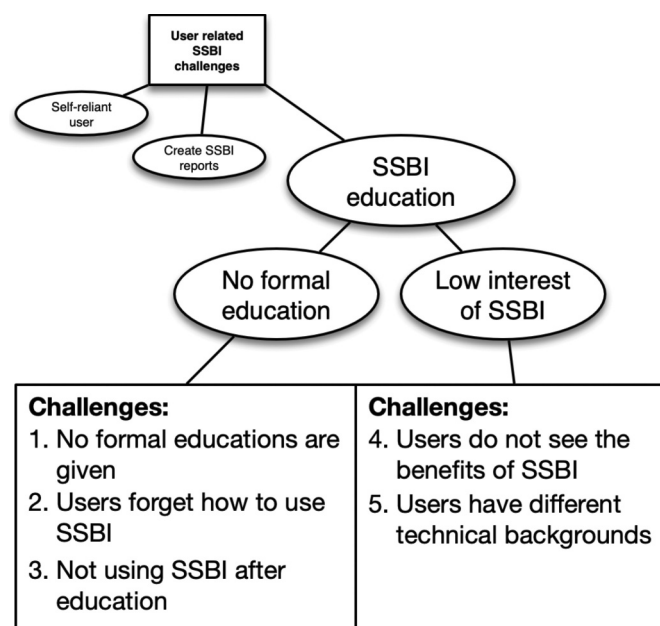 User related
SSBI
challenges
Self-reliant
user
Create SSBI
reports
SSBI
education
No formal
education
Low interest
of SSBI
Challenges:
1. No formal educations are
given
2. Users forget how to use
SSBI
3. Not using SSBI after
education
Challenges:
4. Users do not see the
benefits of SSBI
5. Users have different
technical backgrounds